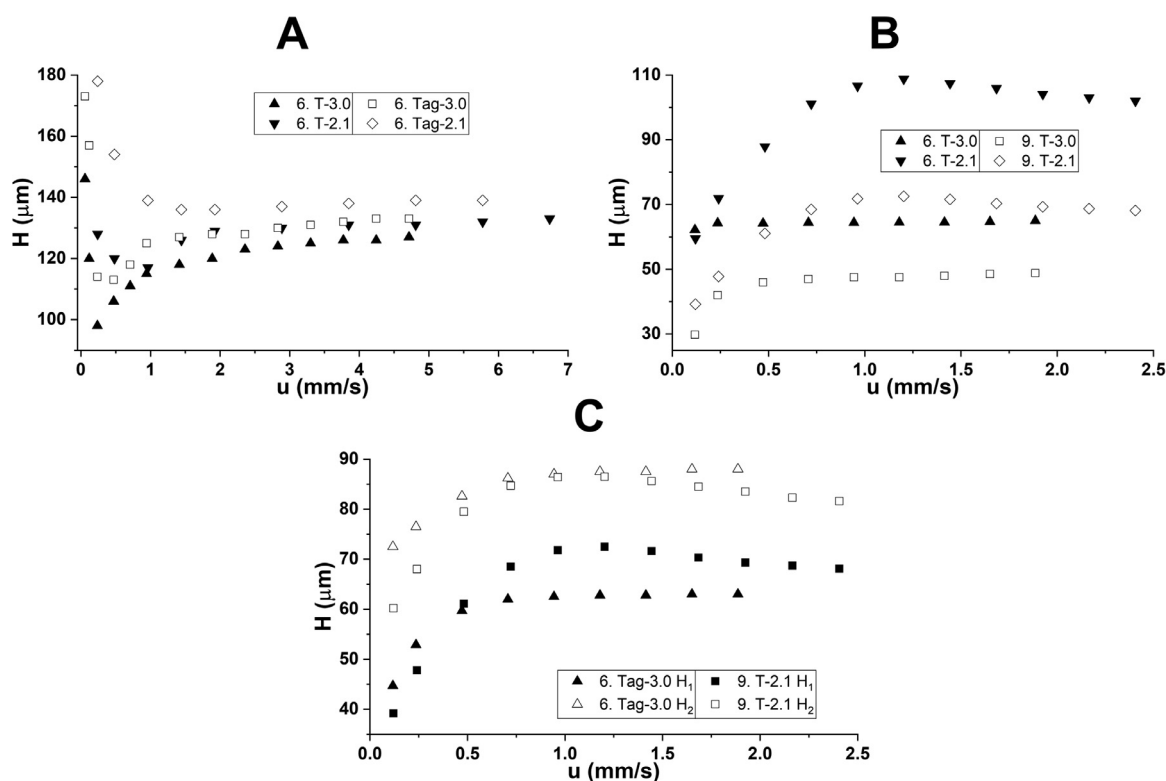 A
B
180
160
140
120
100
H (μm)
0
1
2
3
4
5
6
7
u (mm/s)
6. T-3.0
6. Tag-3.0
6. T-2.1
6. Tag-2.1
110
90
70
50
30
H (μm)
0.0
0.5
1.0
1.5
2.0
2.5
u (mm/s)
6. T-3.0
9. T-3.0
6. T-2.1
9. T-2.1
C
90
80
70
60
50
40
H (μm)
0.0
0.5
1.0
1.5
2.0
2.5
u (mm/s)
6. Tag-3.0 H₁
9. T-2.1 H₁
6. Tag-3.0 H₂
9. T-2.1 H₂